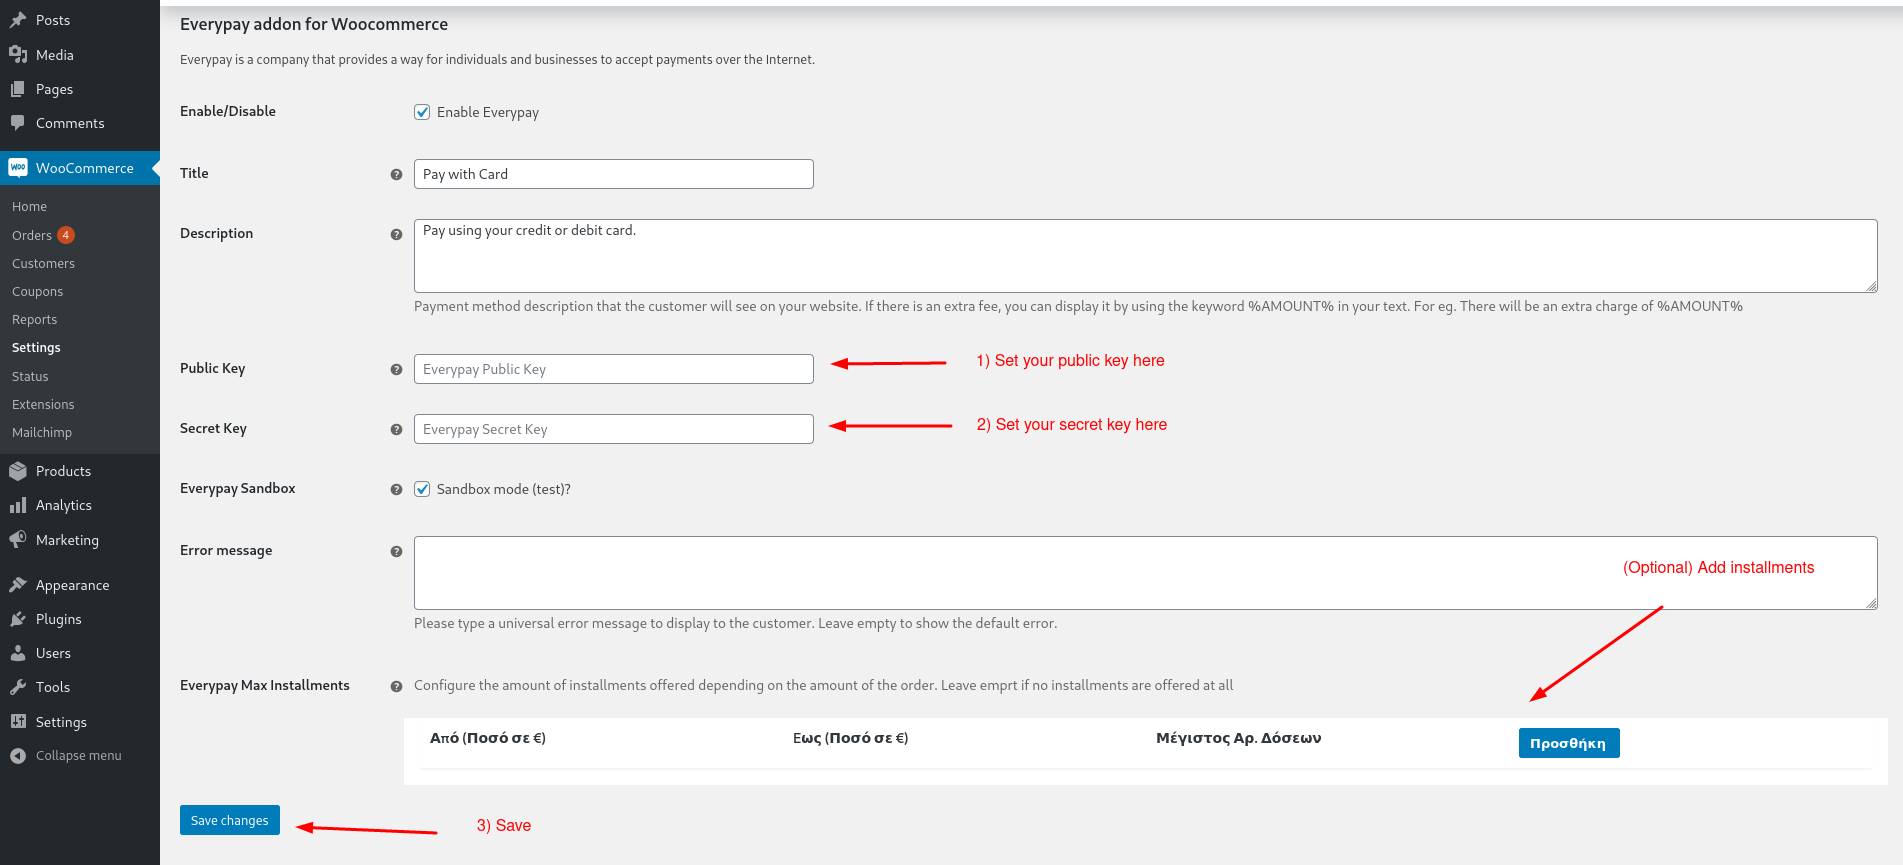 Posts
Media
Pages
Comments
WooCommerce
Home
Orders 4
Customers
Coupons
Reports
Settings
Status
Extensions
Mailchimp
Products
Analytics
Marketing
Appearance
Plugins
Users
Tools
Settings
Collapse menu
Everypay addon for Woocommerce
Everypay is a company that provides a way for individuals and businesses to accept payments over the Internet.
Enable/Disable Enable Everypay
Title ? Pay with Card
Description ? Pay using your credit or debit card.
Payment method description that the customer will see on your website. If there is an extra fee, you can display it by using the keyword %AMOUNT% in your text. For eg. There will be an extra charge of %AMOUNT%
Public Key ? Everypay Public Key 1) Set your public key here
Secret Key ? Everypay Secret Key 2) Set your secret key here
Everypay Sandbox ? Sandbox mode (test)?
Error message ?
(Optional) Add installments
Please type a universal error message to display to the customer. Leave empty to show the default error.
Everypay Max Installments ? Configure the amount of installments offered depending on the amount of the order. Leave emprt if no installments are offered at all
Από (Ποσό σε €) Εως (Ποσό σε €) Μέγιστος Αρ. Δόσεων Προσθήκη
Save changes 3) Save